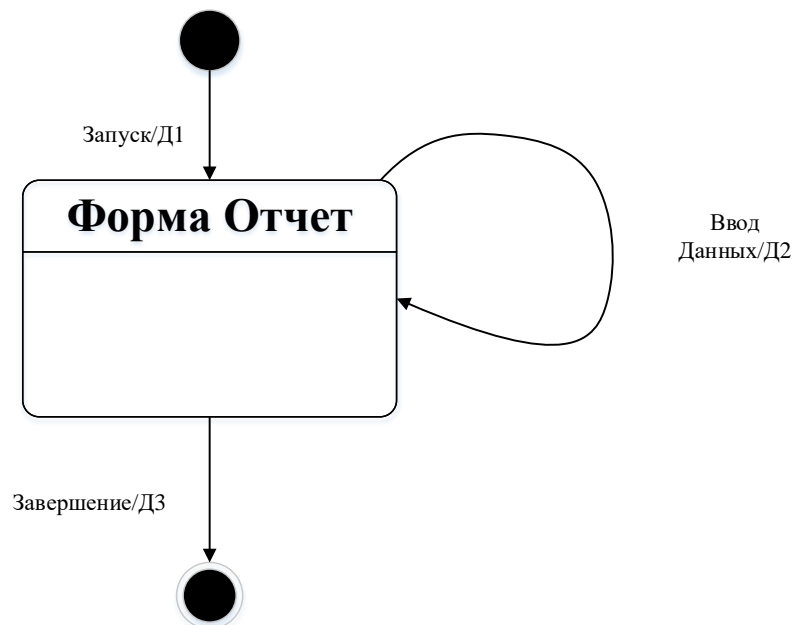 Запуск/Д1
Форма Отчет
Ввод
Данных/Д2
Завершение/Д3